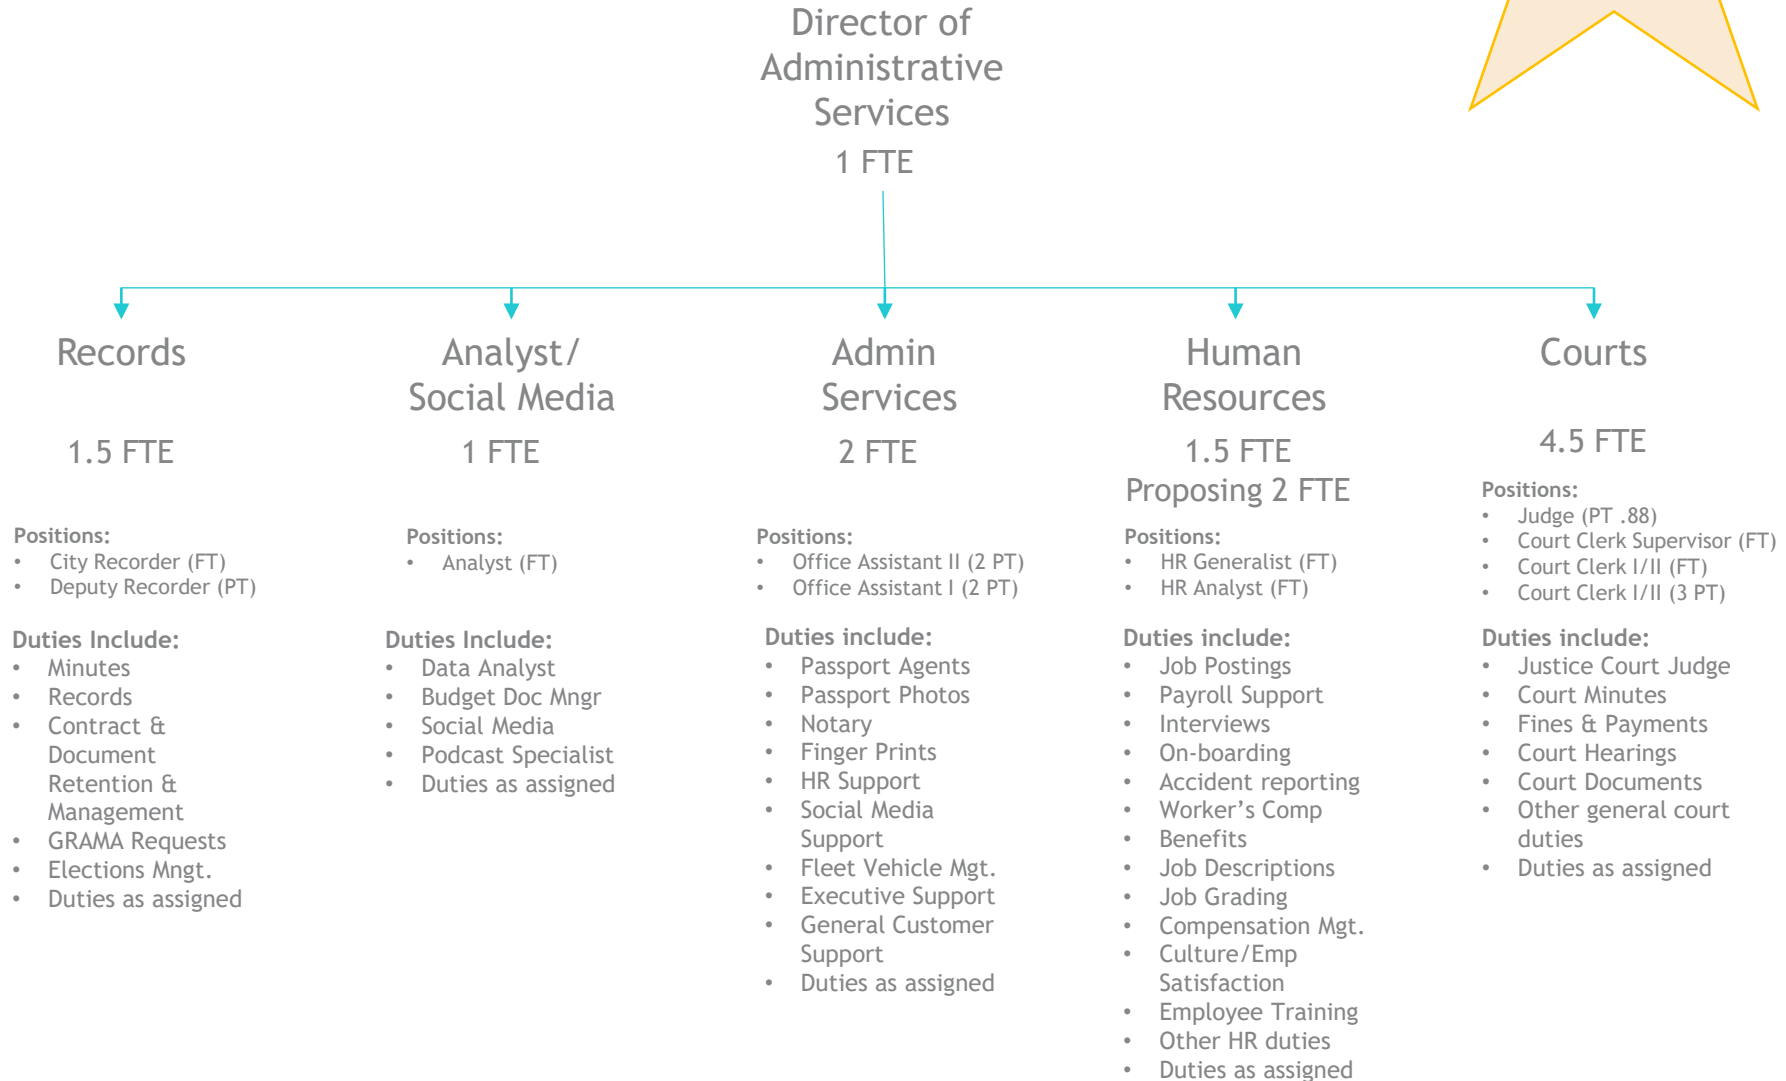 Director of
Administrative
Services
1 FTE
Records
1.5 FTE
Positions:
• City Recorder (FT)
• Deputy Recorder (PT)
Duties Include:
• Minutes
• Records
• Contract &
Document
Retention &
Management
• GRAMA Requests
• Elections Mngt.
• Duties as assigned
Analyst/
Social Media
1 FTE
Positions:
• Analyst (FT)
Duties Include:
• Data Analyst
• Budget Doc Mngr
• Social Media
• Podcast Specialist
• Duties as assigned
Admin
Services
2 FTE
Positions:
• Office Assistant II (2 PT)
• Office Assistant I (2 PT)
Duties include:
• Passport Agents
• Passport Photos
• Notary
• Finger Prints
• HR Support
• Social Media
Support
• Fleet Vehicle Mgt.
• Executive Support
• General Customer
Support
• Duties as assigned
Human
Resources
1.5 FTE
Proposing 2 FTE
Positions:
• HR Generalist (FT)
• HR Analyst (FT)
Duties include:
• Job Postings
• Payroll Support
• Interviews
• On-boarding
• Accident reporting
• Worker’s Comp
• Benefits
• Job Descriptions
• Job Grading
• Compensation Mgt.
• Culture/Emp
Satisfaction
• Employee Training
• Other HR duties
• Duties as assigned
Courts
4.5 FTE
Positions:
• Judge (PT .88)
• Court Clerk Supervisor (FT)
• Court Clerk I/II (FT)
• Court Clerk I/II (3 PT)
Duties include:
• Justice Court Judge
• Court Minutes
• Fines & Payments
• Court Hearings
• Court Documents
• Other general court
duties
• Duties as assigned